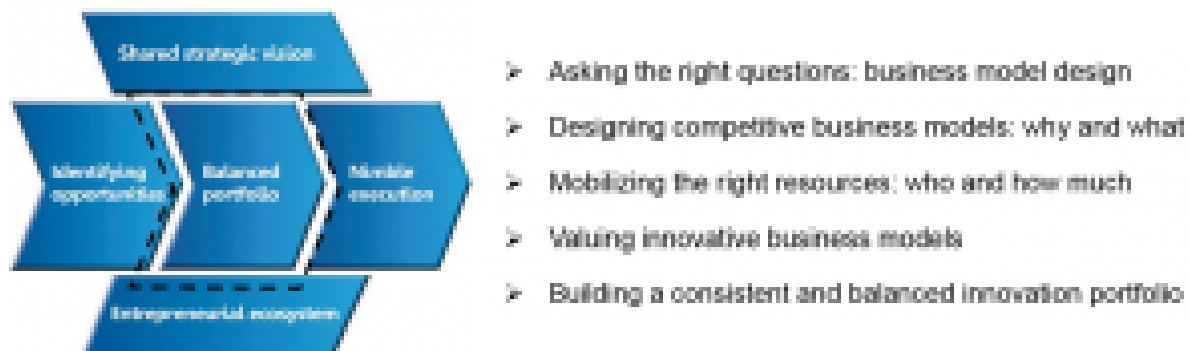 Shared strategic vision
Identifying
opportunities
Balanced
portfolio
Nimble
execution
Entrepreneurial ecosystem
➢ Asking the right questions: business model design
➢ Designing competitive business models: why and what
➢ Mobilizing the right resources: who and how much
➢ Valuing innovative business models
➢ Building a consistent and balanced innovation portfolio